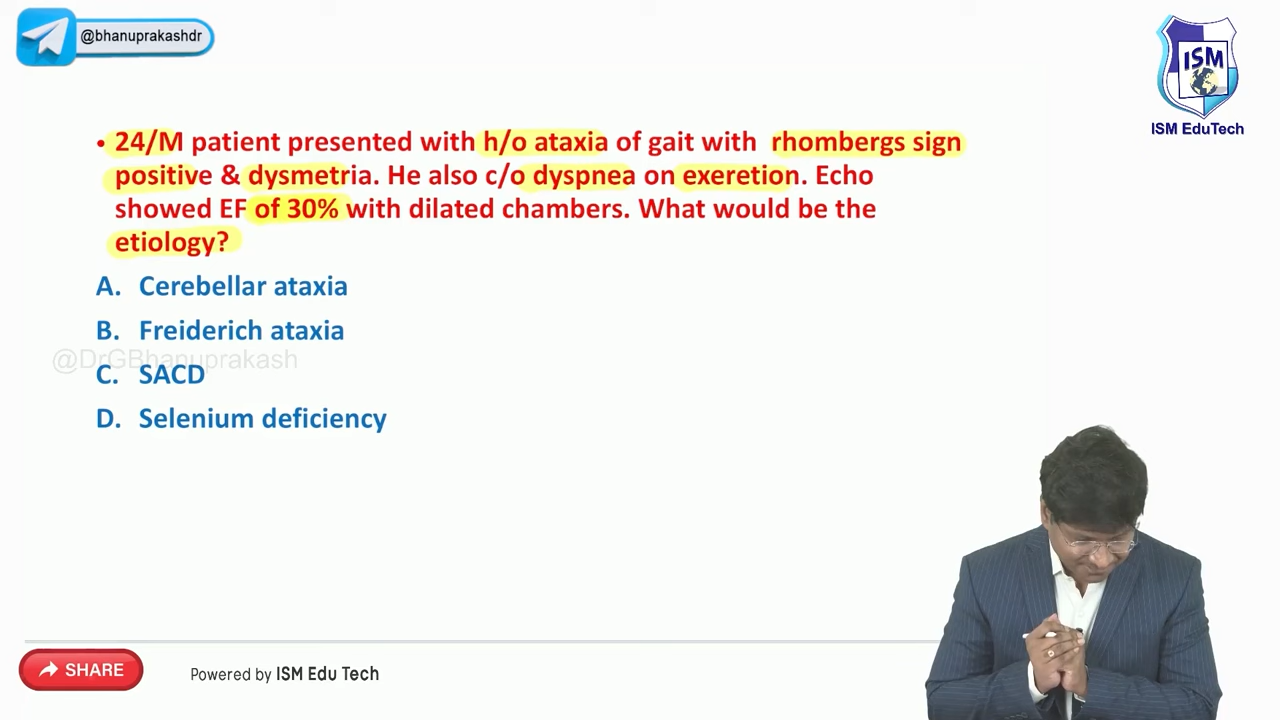 @bhanuprakashdr
ISM
ISM EduTech
• 24/M patient presented with h/o ataxia of gait with rhombergs sign
positive & dysmetria. He also c/o dyspnea on exeretion. Echo
showed EF of 30% with dilated chambers. What would be the
etiology?
A. Cerebellar ataxia
B. Freiderich ataxia
@DrGBhanuprakash
C. SACD
D. Selenium deficiency
SHARE
Powered by ISM Edu Tech